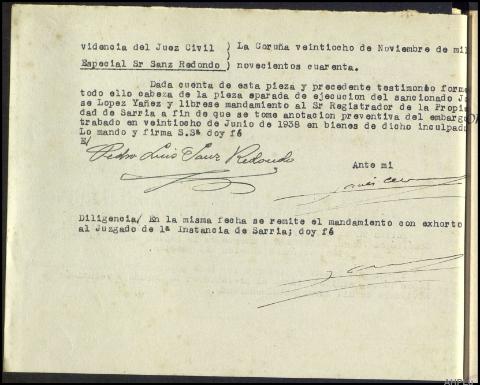 videncia del Juez Civil ) La Coruña veintiocho de Noviembre de mil
Especial Sr Sanz Redondo ) novecientos cuarenta.
Dada cuenta de esta pieza y precedente testimonio forme
todo ello cabeza de la pieza eparada de ejecucion del sancionado Jo
se Lopez Yañez y librese mandamiento al Sr Registrador de la Propie
dad de Sarria a fin de que se tome anotacion preventiva del embargo
trabado en veintiocho de Junio de 1938 en bienes de dicho inculpado
Lo mando y firma S.Sª doy fé
E/
Pedro Luis Sanz Redondo
Ante mi
Diligencia/ En la misma fecha se remite el mandamiento con exhorto
al Juzgado de 1ª Instancia de Sarria; doy fé